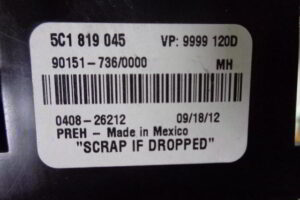 5C1 819 045 VP: 9999 120D
90151-736/0000 MH
0408-26212 09/18/12
PREH - Made in Mexico
"SCRAP IF DROPPED"